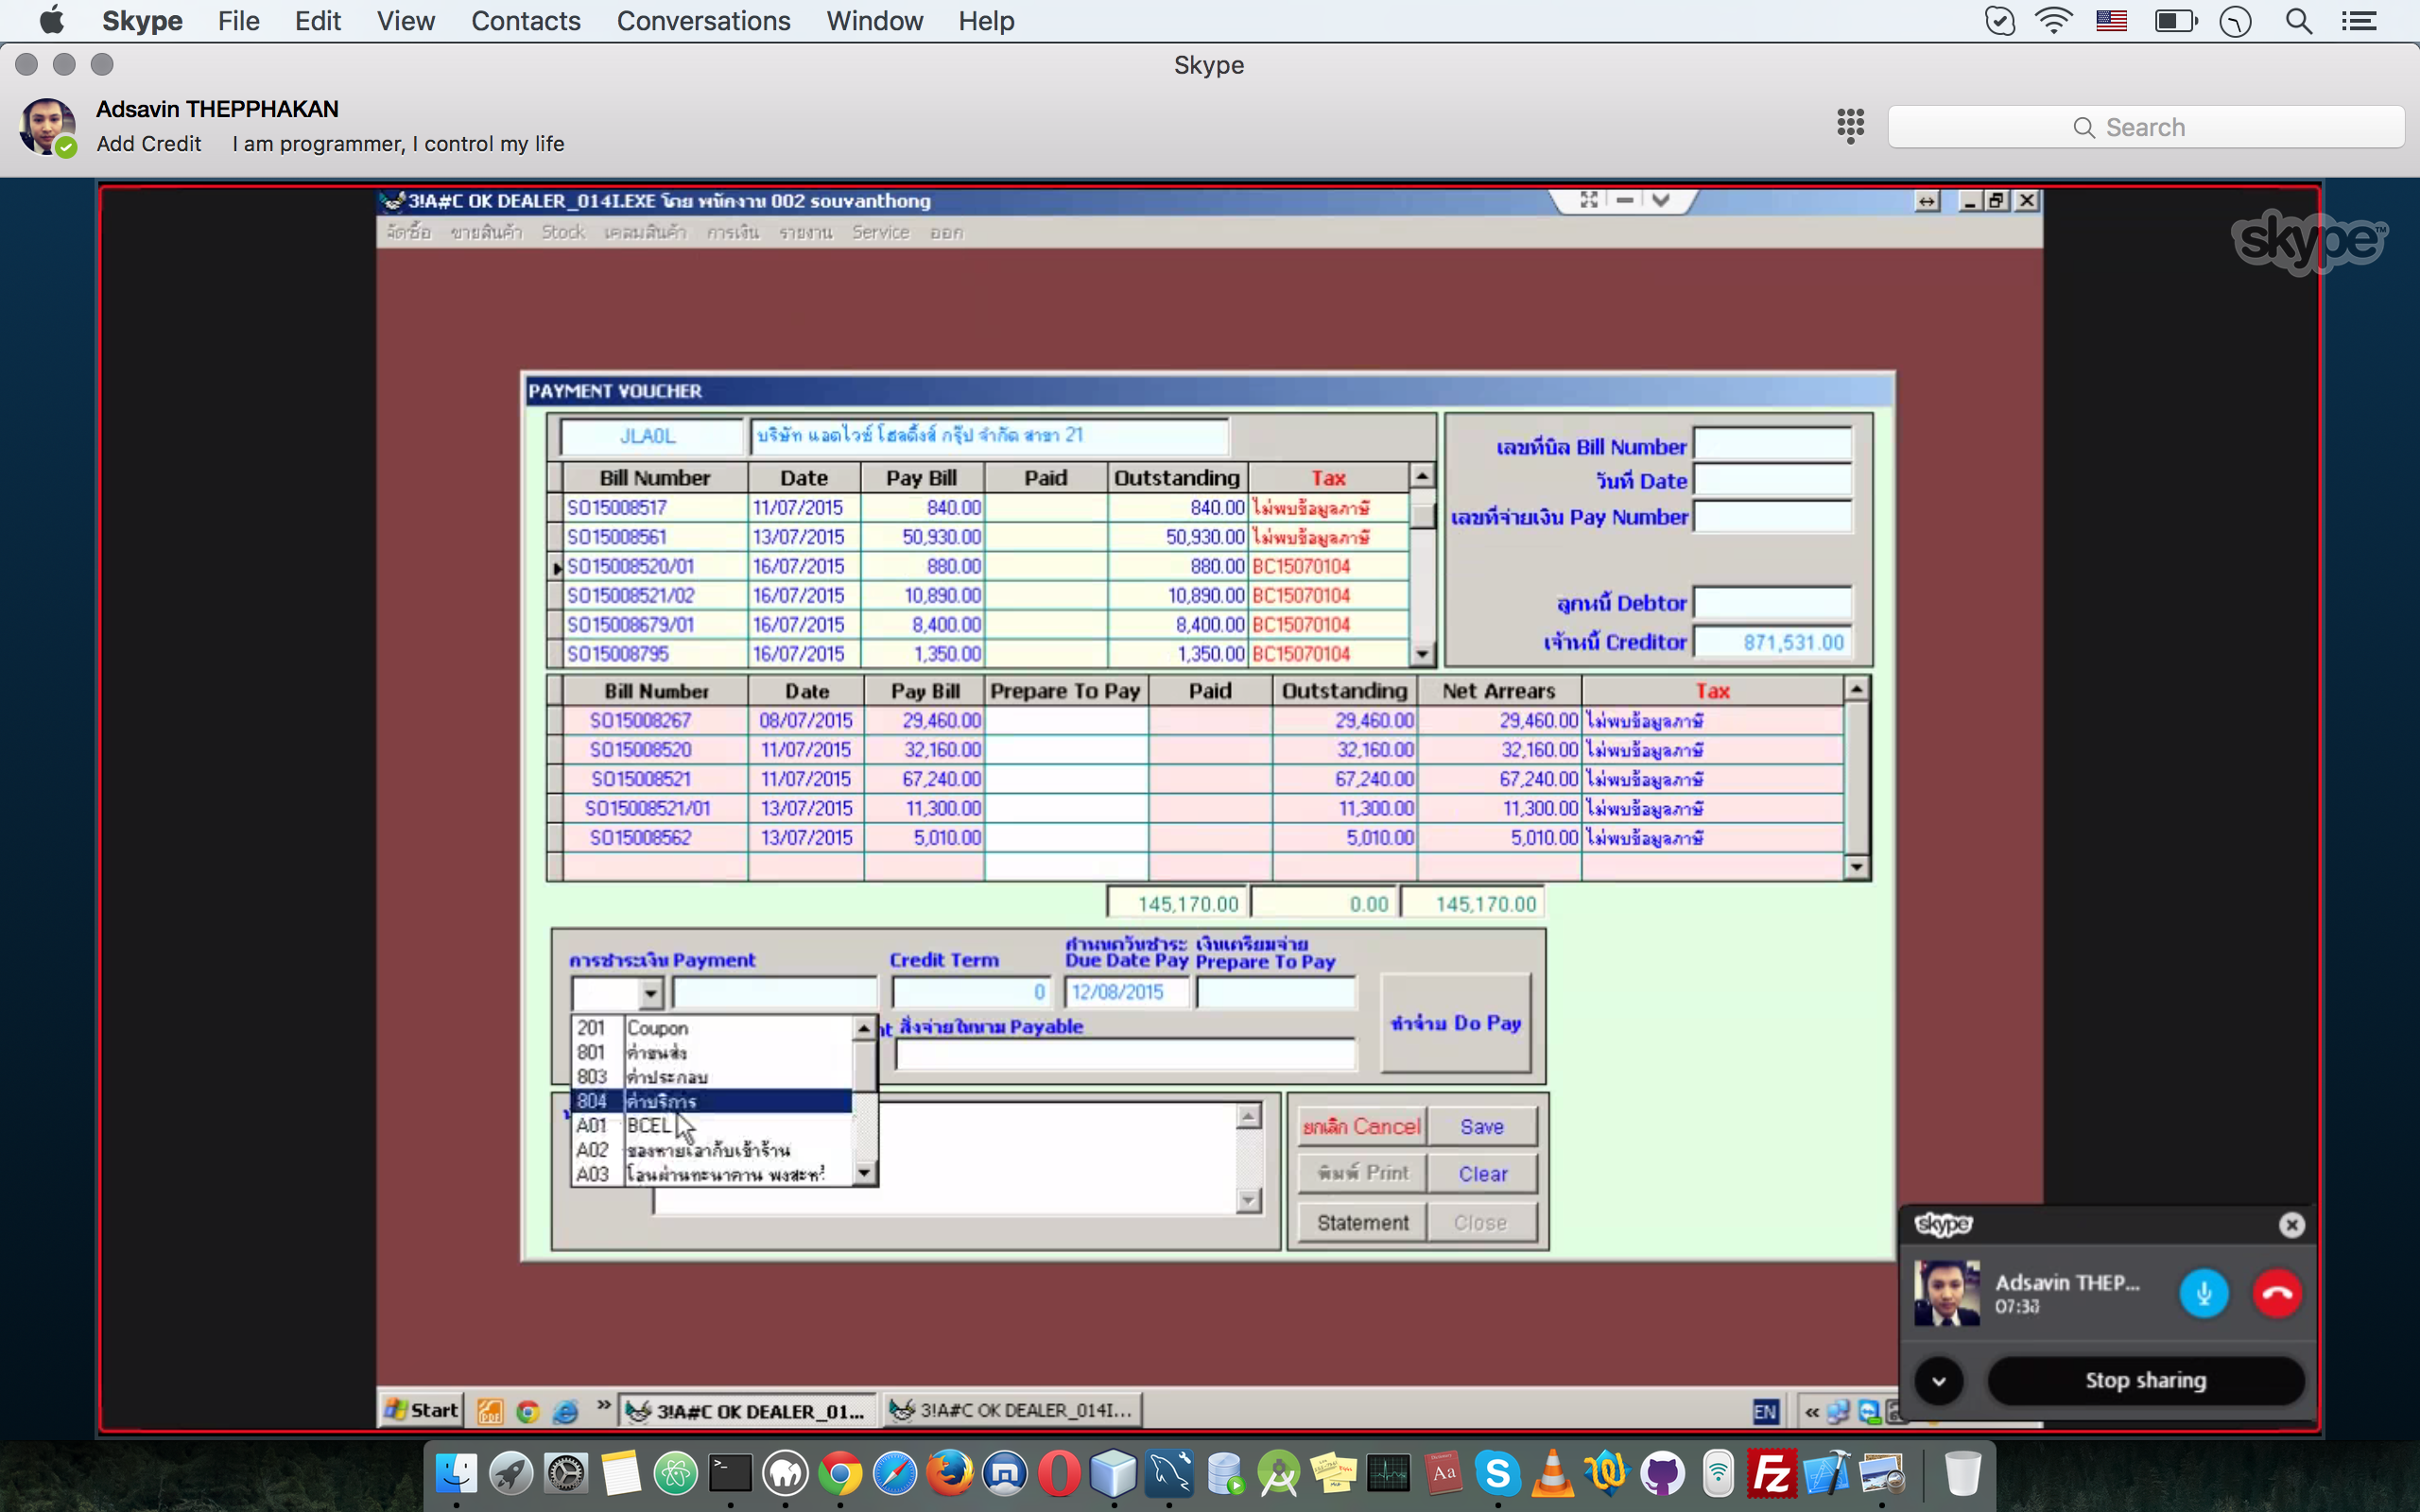 Skype File Edit View Contacts Conversations Window Help
Skype
Adsavin THEPPHAKAN
Add Credit I am programmer, I control my life
Search
3!A#C OK DEALER_014I.EXE โดย พนักงาน 002 souvanthong
จัดซื้อ ขายสินค้า Stock เคลมสินค้า การเงิน รายงาน Service ออก
skype
PAYMENT VOUCHER
JLA0L บริษัท แอดไวซ์ โฮลดิ้งส์ กรุ๊ป จำกัด สาขา 21
เลขที่บิล Bill Number
วันที่ Date
เลขที่จ่ายเงิน Pay Number
ลูกหนี้ Debtor
เจ้าหนี้ Creditor 871,531.00
Bill Number Date Pay Bill Paid Outstanding Tax
SO15008517 11/07/2015 840.00 840.00 ไม่พบข้อมูลภาษี
SO15008561 13/07/2015 50,930.00 50,930.00 ไม่พบข้อมูลภาษี
SO15008520/01 16/07/2015 880.00 880.00 BC15070104
SO15008521/02 16/07/2015 10,890.00 10,890.00 BC15070104
SO15008679/01 16/07/2015 8,400.00 8,400.00 BC15070104
SO15008795 16/07/2015 1,350.00 1,350.00 BC15070104
Bill Number Date Pay Bill Prepare To Pay Paid Outstanding Net Arrears Tax
SO15008267 08/07/2015 29,460.00 29,460.00 29,460.00 ไม่พบข้อมูลภาษี
SO15008520 11/07/2015 32,160.00 32,160.00 32,160.00 ไม่พบข้อมูลภาษี
SO15008521 11/07/2015 67,240.00 67,240.00 67,240.00 ไม่พบข้อมูลภาษี
SO15008521/01 13/07/2015 11,300.00 11,300.00 11,300.00 ไม่พบข้อมูลภาษี
SO15008562 13/07/2015 5,010.00 5,010.00 5,010.00 ไม่พบข้อมูลภาษี
145,170.00 0.00 145,170.00
กำหนดวันชำระ เงินเตรียมจ่าย
การชำระเงิน Payment Credit Term Due Date Pay Prepare To Pay
0 12/08/2015
สั่งจ่ายในนาม Payable
ทำจ่าย Do Pay
201 Coupon
801 ค่าขนส่ง
803 ค่าประกอบ
804 ค่าบริการ
A01 BCEL
A02 ของหายเอากับเข้าร้าน
A03 โอนผ่านทะนาคาน
ยกเลิก Cancel Save
พิมพ์ Print Clear
Statement Close
skype
Adsavin THEP...
07:38
Stop sharing
Start 3!A#C OK DEALER_01... 3!A#C OK DEALER_014I... EN